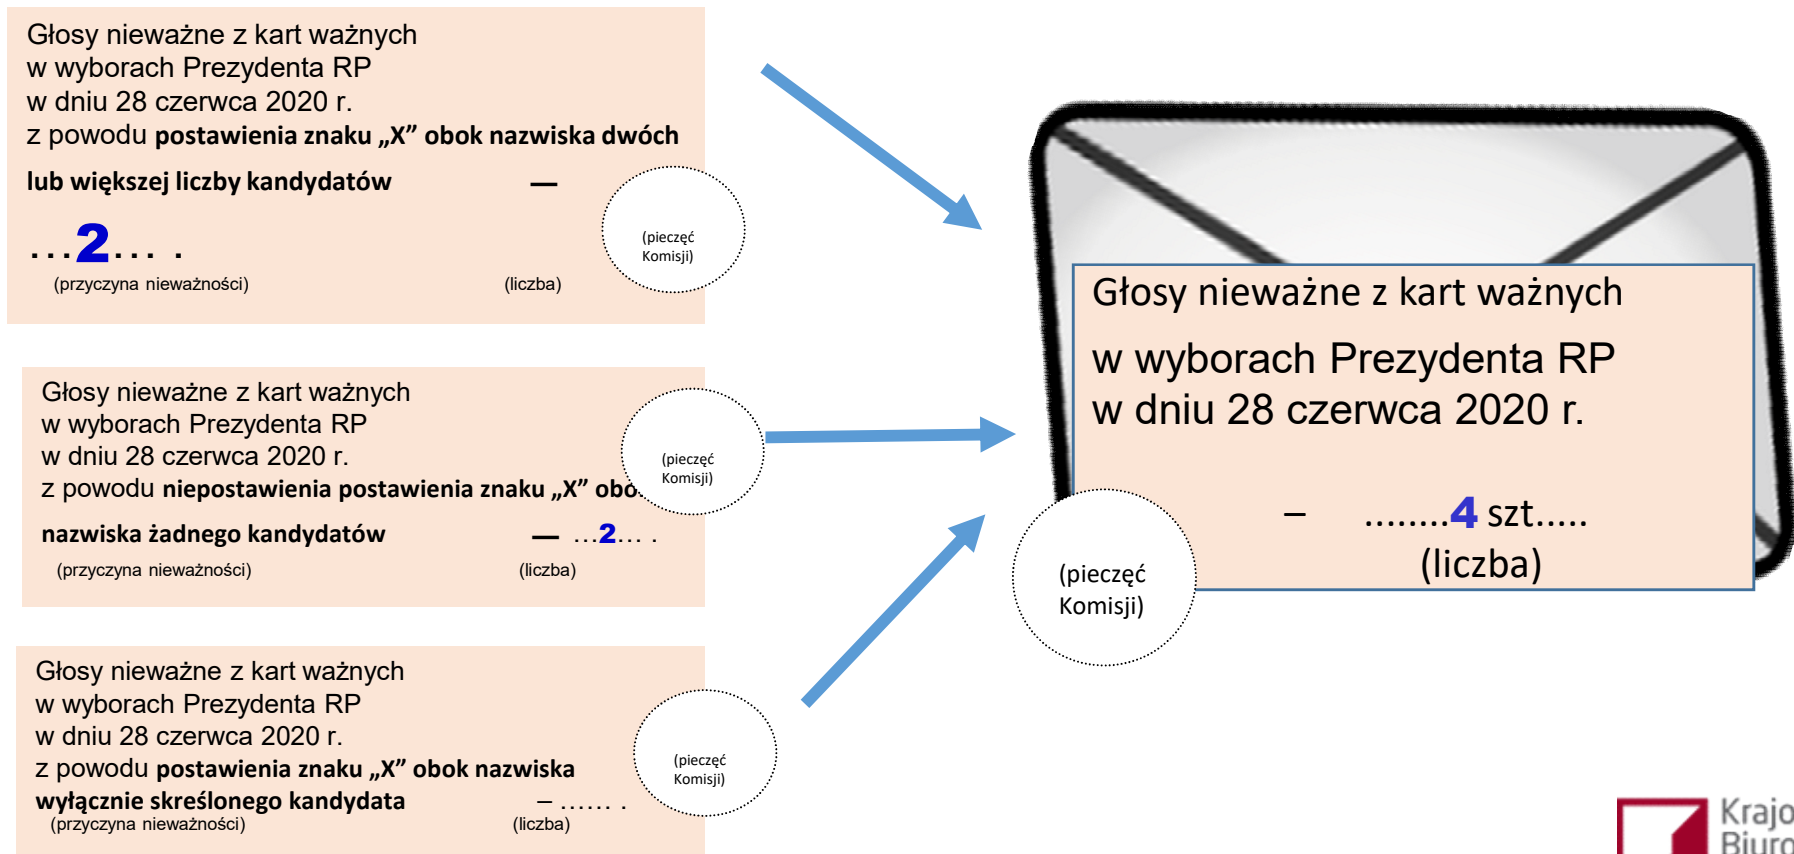 Głosy nieważne z kart ważnych
w wyborach Prezydenta RP
w dniu 28 czerwca 2020 r.
z powodu postawienia znaku „X” obok nazwiska dwóch
lub większej liczby kandydatów —
...2... .
(przyczyna nieważności) (liczba)
(pieczęć
Komisji)
Głosy nieważne z kart ważnych
w wyborach Prezydenta RP
w dniu 28 czerwca 2020 r.
z powodu niepostawienia postawienia znaku „X”
nazwiska żadnego kandydatów — ...2... .
(przyczyna nieważności) (liczba)
(pieczęć
Komisji)
Głosy nieważne z kart ważnych
w wyborach Prezydenta RP
w dniu 28 czerwca 2020 r.
z powodu postawienia znaku „X” obok nazwiska
wyłącznie skreślonego kandydata – ...... .
(przyczyna nieważności) (liczba)
(pieczęć
Komisji)
Głosy nieważne z kart ważnych
w wyborach Prezydenta RP
w dniu 28 czerwca 2020 r.
– ........4 szt.....
(liczba)
(pieczęć
Komisji)
Krajo
Biuro